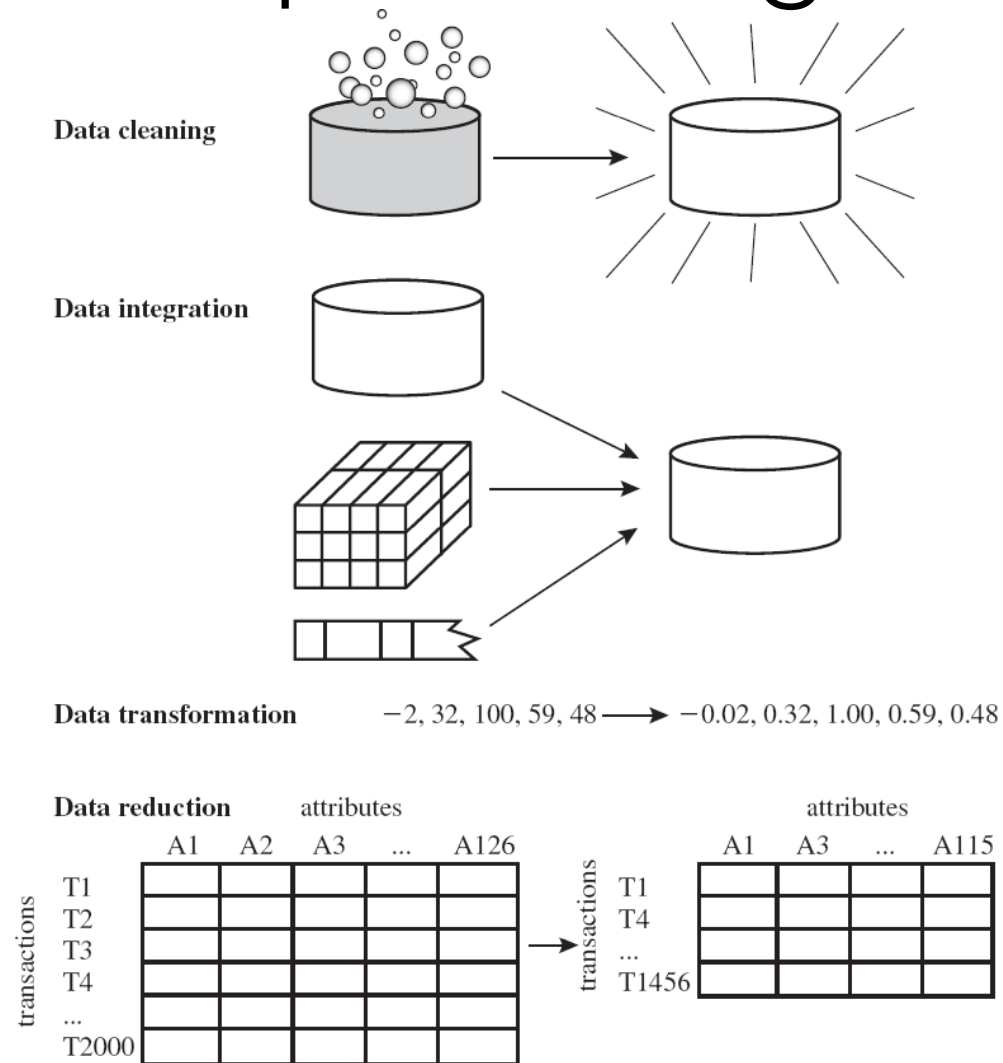 Data cleaning
Data integration
Data transformation −2, 32, 100, 59, 48 −0.02, 0.32, 1.00, 0.59, 0.48
Data reduction attributes attributes
A1 A2 A3 ... A126 A1 A3 ... A115
transactions
T1
T2
T3
T4
...
T2000
transactions
T1
T4
...
T1456